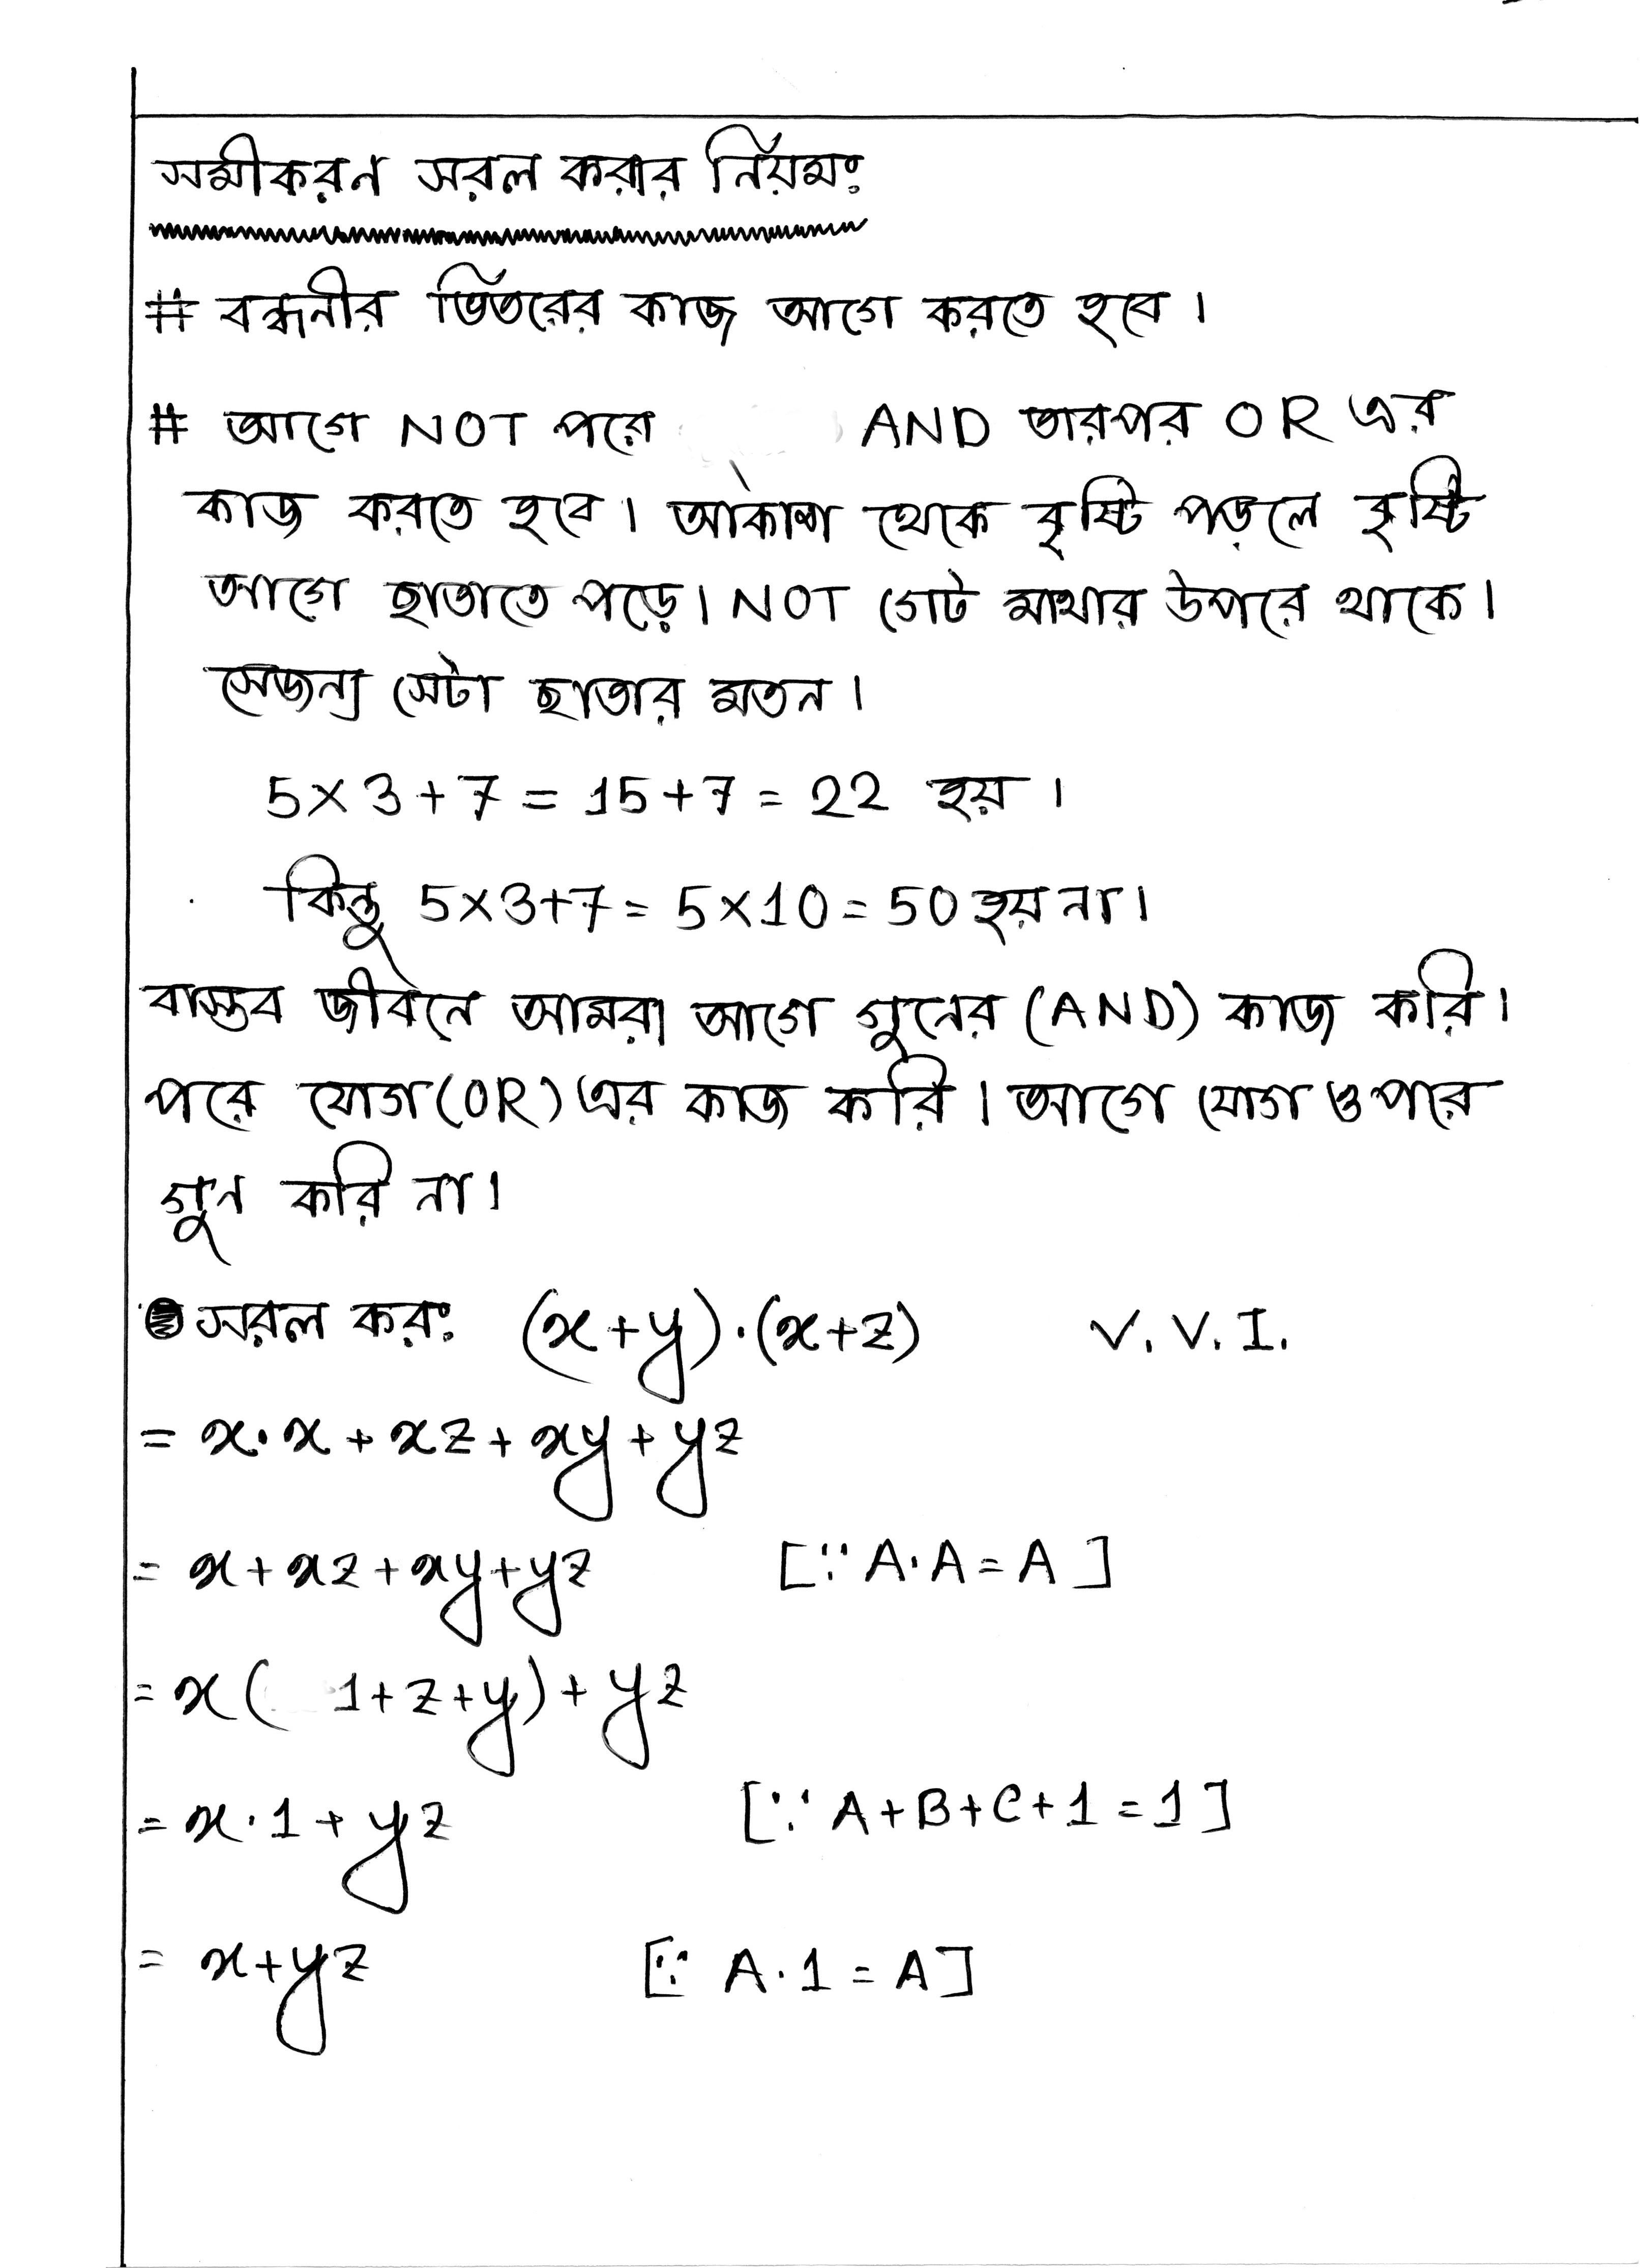 সমীকরন সরল করার নিয়মঃ
# বন্ধনীর ভিতরের কাজ আগে করতে হবে।
# আগে NOT পরে AND তারপর OR এর
কাজ করতে হবে। আকাশ থেকে বৃষ্টি পড়লে বৃষ্টি
আগে ছাতাতে পড়ে। NOT গেট মাথার উপরে থাকে।
সেজন্য সেটা ছাতার মতন।
5×3+7 = 15+7 = 22 হয়।
কিন্তু 5×3+7 = 5×10 = 50 হয় না।
বাস্তব জীবনে আমরা আগে গুনের (AND) কাজ করি।
পরে যোগ (OR) এর কাজ করি। আগে যোগ ও পরে
গুন করি না।
● সরল করঃ (x+y)·(x+z) V.V.I.
= x·x + xz + xy + yz
= x + xz + xy + yz [∵ A·A = A]
= x( 1+z+y) + yz
= x·1 + yz [∵ A+B+C+1 = 1]
= x+yz [∵ A·1 = A]